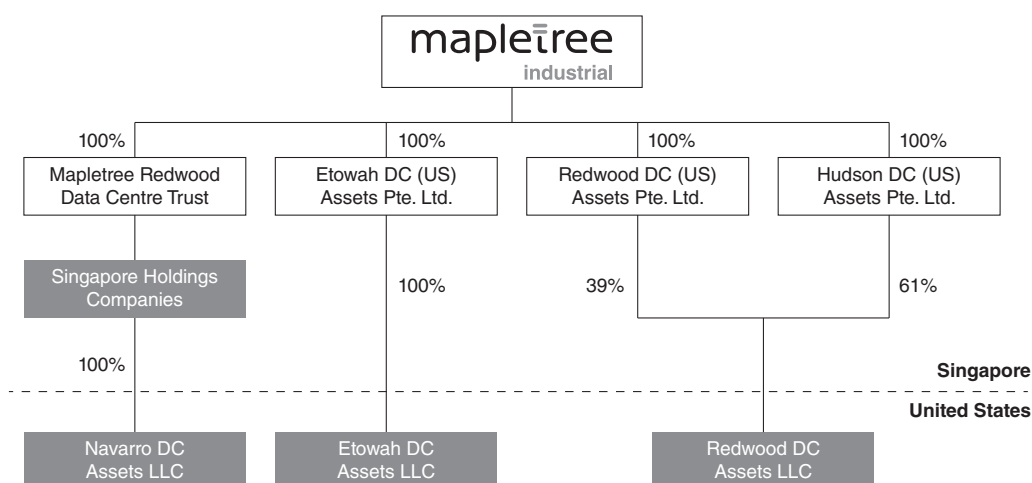 mapletree
industrial
100%
100%
100%
100%
Mapletree Redwood
Data Centre Trust
Etowah DC (US)
Assets Pte. Ltd.
Redwood DC (US)
Assets Pte. Ltd.
Hudson DC (US)
Assets Pte. Ltd.
Singapore Holdings
Companies
100%
39%
61%
100%
Singapore
United States
Navarro DC
Assets LLC
Etowah DC
Assets LLC
Redwood DC
Assets LLC